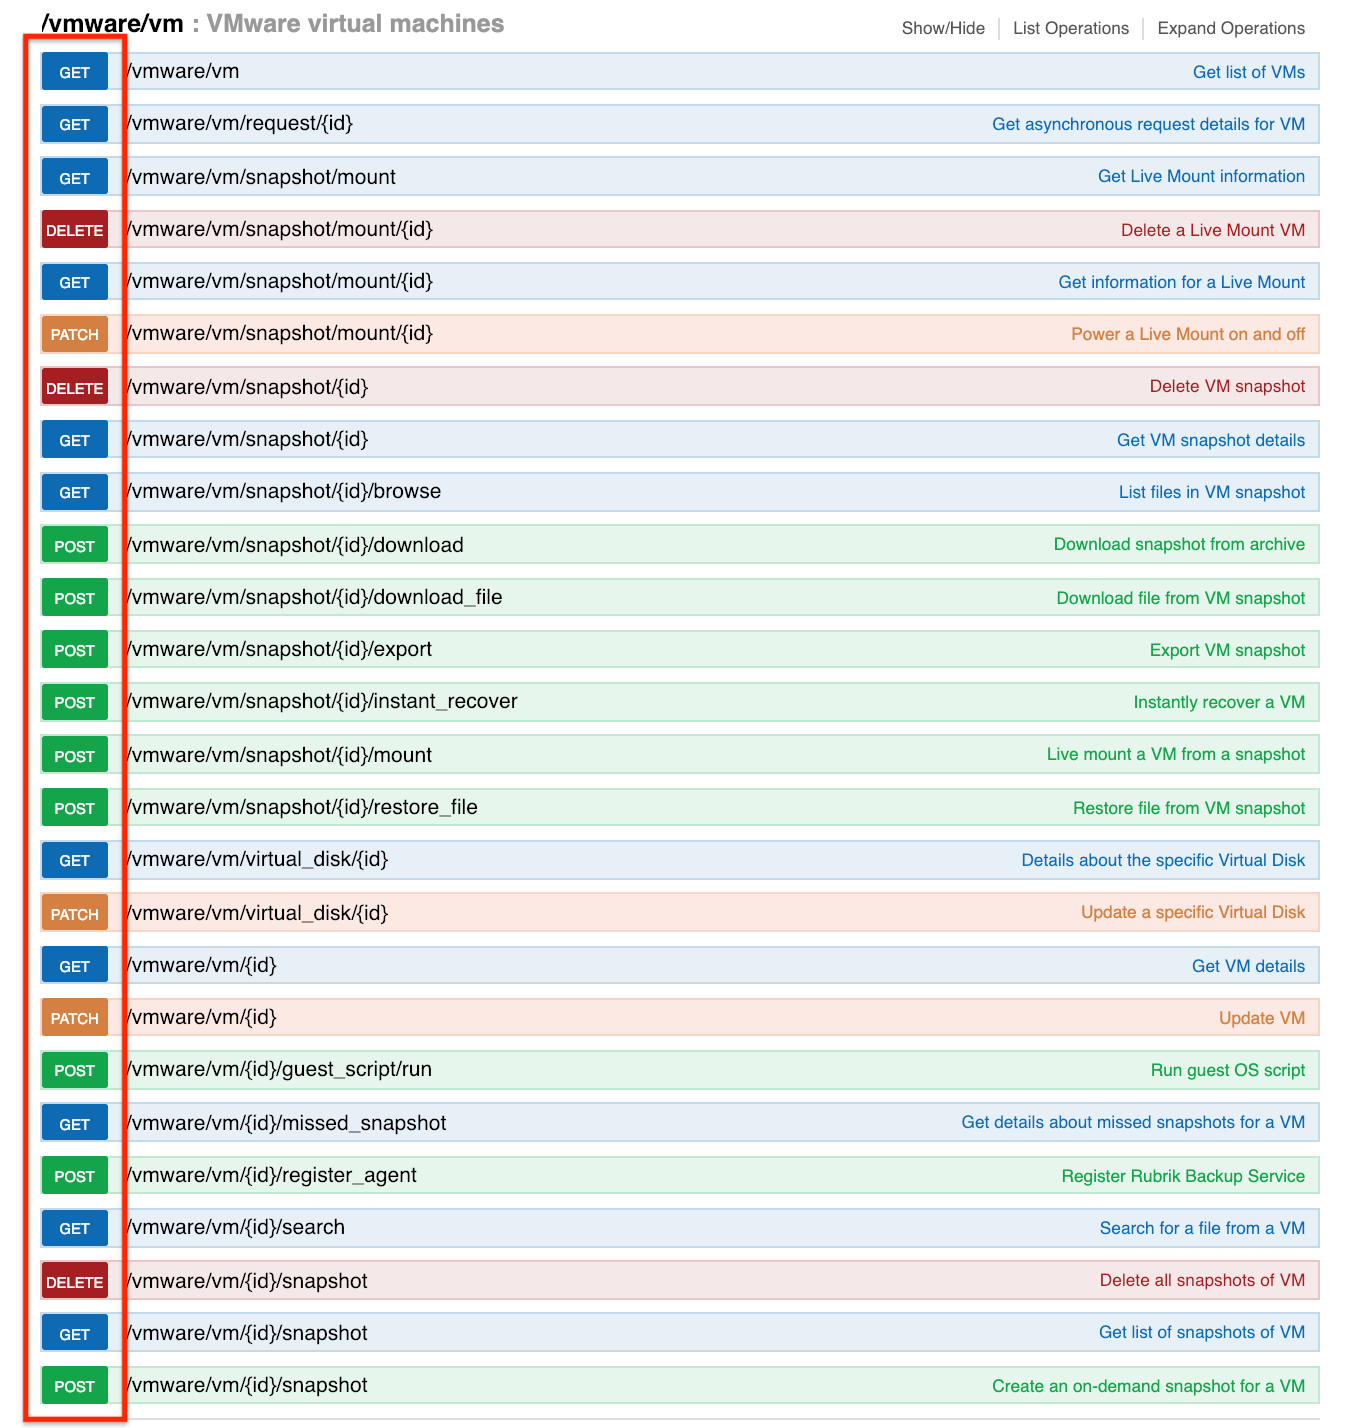 /vmware/vm : VMware virtual machines Show/Hide List Operations Expand Operations
GET /vmware/vm Get list of VMs
GET /vmware/vm/request/{id} Get asynchronous request details for VM
GET /vmware/vm/snapshot/mount Get Live Mount information
DELETE /vmware/vm/snapshot/mount/{id} Delete a Live Mount VM
GET /vmware/vm/snapshot/mount/{id} Get information for a Live Mount
PATCH /vmware/vm/snapshot/mount/{id} Power a Live Mount on and off
DELETE /vmware/vm/snapshot/{id} Delete VM snapshot
GET /vmware/vm/snapshot/{id} Get VM snapshot details
GET /vmware/vm/snapshot/{id}/browse List files in VM snapshot
POST /vmware/vm/snapshot/{id}/download Download snapshot from archive
POST /vmware/vm/snapshot/{id}/download_file Download file from VM snapshot
POST /vmware/vm/snapshot/{id}/export Export VM snapshot
POST /vmware/vm/snapshot/{id}/instant_recover Instantly recover a VM
POST /vmware/vm/snapshot/{id}/mount Live mount a VM from a snapshot
POST /vmware/vm/snapshot/{id}/restore_file Restore file from VM snapshot
GET /vmware/vm/virtual_disk/{id} Details about the specific Virtual Disk
PATCH /vmware/vm/virtual_disk/{id} Update a specific Virtual Disk
GET /vmware/vm/{id} Get VM details
PATCH /vmware/vm/{id} Update VM
POST /vmware/vm/{id}/guest_script/run Run guest OS script
GET /vmware/vm/{id}/missed_snapshot Get details about missed snapshots for a VM
POST /vmware/vm/{id}/register_agent Register Rubrik Backup Service
GET /vmware/vm/{id}/search Search for a file from a VM
DELETE /vmware/vm/{id}/snapshot Delete all snapshots of VM
GET /vmware/vm/{id}/snapshot Get list of snapshots of VM
POST /vmware/vm/{id}/snapshot Create an on-demand snapshot for a VM